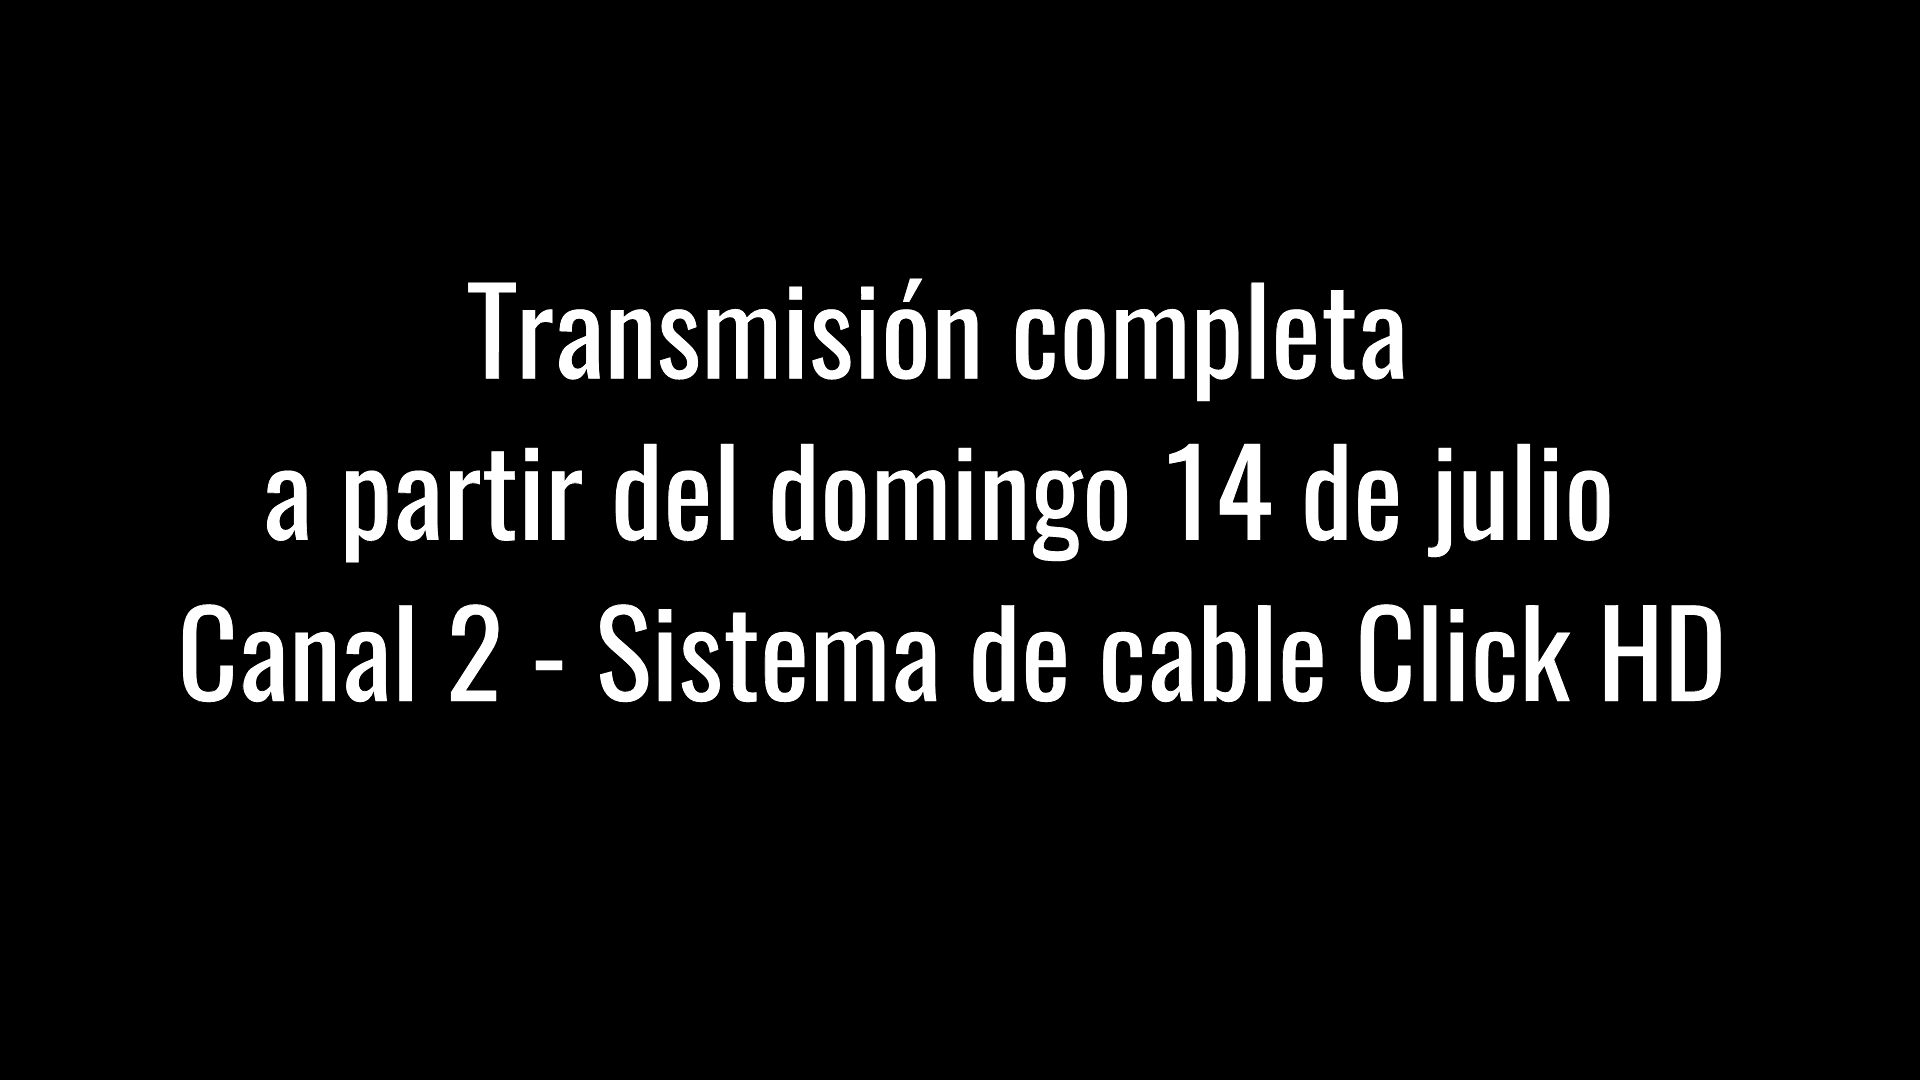 Transmisión completa
a partir del domingo 14 de julio
Canal 2 - Sistema de cable Click HD